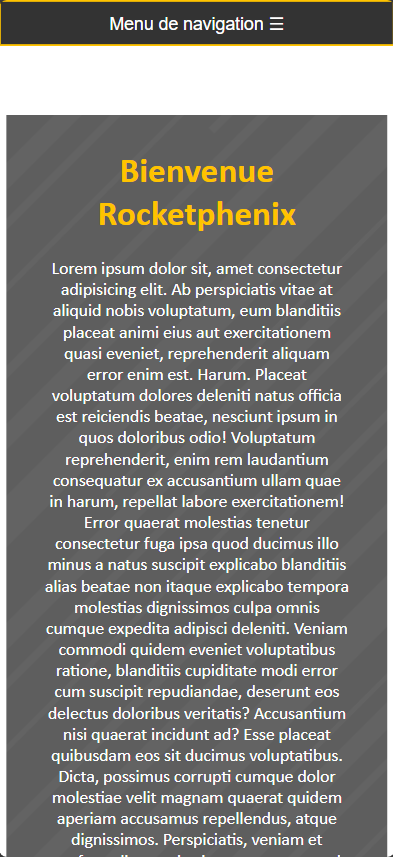 Menu de navigation ☰
Bienvenue
Rocketphenix
Lorem ipsum dolor sit, amet consectetur
adipisicing elit. Ab perspiciatis vitae at
aliquid nobis voluptatum, eum blanditiis
placeat animi eius aut exercitationem
quasi eveniet, reprehenderit aliquam
error enim est. Harum. Placeat
voluptatum dolores deleniti natus officia
est reiciendis beatae, nesciunt ipsum in
quos doloribus odio! Voluptatum
reprehenderit, enim rem laudantium
consequatur ex accusantium ullam quae
in harum, repellat labore exercitationem!
Error quaerat molestias tenetur
consectetur fuga ipsa quod ducimus illo
minus a natus suscipit explicabo blanditiis
alias beatae non itaque explicabo tempora
molestias dignissimos culpa omnis
cumque expedita adipisci deleniti. Veniam
commodi quidem eveniet voluptatibus
ratione, blanditiis cupiditate modi error
cum suscipit repudiandae, deserunt eos
delectus doloribus veritatis? Accusantium
nisi quaerat incidunt ad? Esse placeat
quibusdam eos sit ducimus voluptatibus.
Dicta, possimus corrupti cumque dolor
molestiae velit magnam quaerat quidem
aperiam accusamus repellendus, atque
dignissimos. Perspiciatis, veniam et